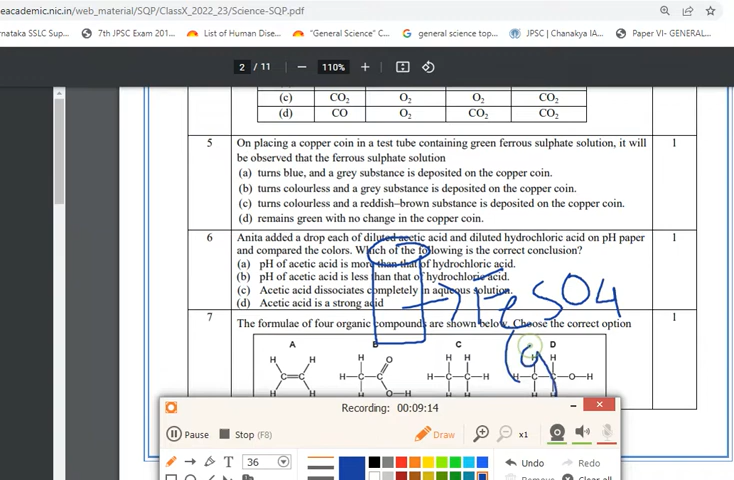 eacademic.nic.in/web_material/SQP/ClassX_2022_23/Science-SQP.pdf
rnataka SSLC Sup...
7th JPSC Exam 201...
List of Human Dise...
"General Science" C...
general science top...
JPSC | Chanakya IA...
Paper VI- GENERAL...
2 / 11
110%
(c) CO2 O2 O2 CO2
(d) CO O2 CO2 CO2
5 On placing a copper coin in a test tube containing green ferrous sulphate solution, it will 1
be observed that the ferrous sulphate solution
(a) turns blue, and a grey substance is deposited on the copper coin.
(b) turns colourless and a grey substance is deposited on the copper coin.
(c) turns colourless and a reddish–brown substance is deposited on the copper coin.
(d) remains green with no change in the copper coin.
6 Anita added a drop each of diluted acetic acid and diluted hydrochloric acid on pH paper 1
and compared the colors. Which of the following is the correct conclusion?
(a) pH of acetic acid is more than that of hydrochloric acid.
(b) pH of acetic acid is less than that of hydrochloric acid.
(c) Acetic acid dissociates completely in aqueous solution.
(d) Acetic acid is a strong acid
FeSO4
7 The formulae of four organic compounds are shown below. Choose the correct option 1
A B C D
H H H O H H H
C=C H-C-C H-C-C-H H-C-C-O-H
H H H O-H H H H H
Recording: 00:09:14
Pause Stop (F8) Draw x1
T 36 Undo Redo
Clear all